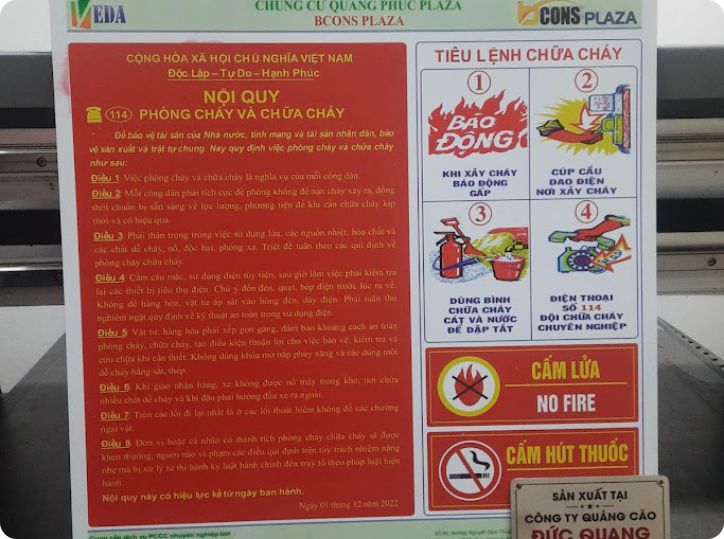 VEDA
CHUNG CƯ QUANG PHÚC PLAZA
BCONS PLAZA
BCONS PLAZA
CỘNG HÒA XÃ HỘI CHỦ NGHĨA VIỆT NAM
Độc Lập – Tự Do – Hạnh Phúc
NỘI QUY
114 PHÒNG CHÁY VÀ CHỮA CHÁY
Để bảo vệ tài sản của Nhà nước, tính mạng và tài sản nhân dân, bảo
vệ sản xuất và trật tự chung. Nay quy định việc phòng cháy và chữa cháy
như sau:
Điều 1: Việc phòng cháy và chữa cháy là nghĩa vụ của mỗi công dân.
Điều 2: Mỗi công dân phải tích cực đề phòng không để nạn cháy xảy ra, đồng
thời chuẩn bị sẵn sàng về lực lượng, phương tiện để khi cần chữa cháy kịp
thời và có hiệu quả.
Điều 3: Phải thận trọng trong việc sử dụng lửa, các nguồn nhiệt, hóa chất và
các chất dễ cháy, nổ, độc hại, phóng xạ. Triệt để tuân theo các qui định về
phòng cháy chữa cháy.
Điều 4: Cấm câu mắc, sử dụng điện tùy tiện, sau giờ làm việc phải kiểm tra
lại các thiết bị tiêu thụ điện. Chú ý đến đèn, quạt, bếp điện trước lúc ra về.
Không để hàng hóa, vật tư áp sát vào bóng đèn, dây điện. Phải tuân thủ
nghiêm ngặt quy định về kỹ thuật an toàn trong sử dụng điện.
Điều 5: Vật tư, hàng hóa phải xếp gọn gàng, đảm bảo khoảng cách an toàn
phòng cháy, chữa cháy, tạo điều kiện thuận lợi cho việc bảo vệ, kiểm tra và
cứu chữa khi cần thiết. Không dùng khóa mở nắp phuy xăng và các dung môi
dễ cháy bằng sắt, thép.
Điều 6: Khi giao nhận hàng, xe không được nổ máy trong kho, nơi chứa
nhiều chất dễ cháy và khi đậu phải hướng đầu xe ra ngoài.
Điều 7: Trên các lối đi lại nhất là ở các lối thoát hiểm không để các chướng
ngại vật.
Điều 8: Đơn vị hoặc cá nhân có thành tích phòng cháy chữa cháy sẽ được
khen thưởng, người nào vi phạm các điều qui định trên tùy trách nhiệm nặng
nhẹ mà bị xử lý từ thi hành kỷ luật hành chính đến truy tố theo pháp luật hiện
hành.
Nội quy này có hiệu lực kể từ ngày ban hành.
Ngày 01 tháng 12 năm 2022
TIÊU LỆNH CHỮA CHÁY
1
BÁO ĐỘNG
KHI XẢY CHÁY
BÁO ĐỘNG
GẤP
2
CÚP CẦU
DAO ĐIỆN
NƠI XẢY CHÁY
3
DÙNG BÌNH
CHỮA CHÁY
CÁT VÀ NƯỚC
ĐỂ DẬP TẮT
4
ĐIỆN THOẠI
SỐ 114
ĐỘI CHỮA CHÁY
CHUYÊN NGHIỆP
CẤM LỬA
NO FIRE
CẤM HÚT THUỐC
SẢN XUẤT TẠI
CÔNG TY QUẢNG CÁO
ĐỨC QUANG